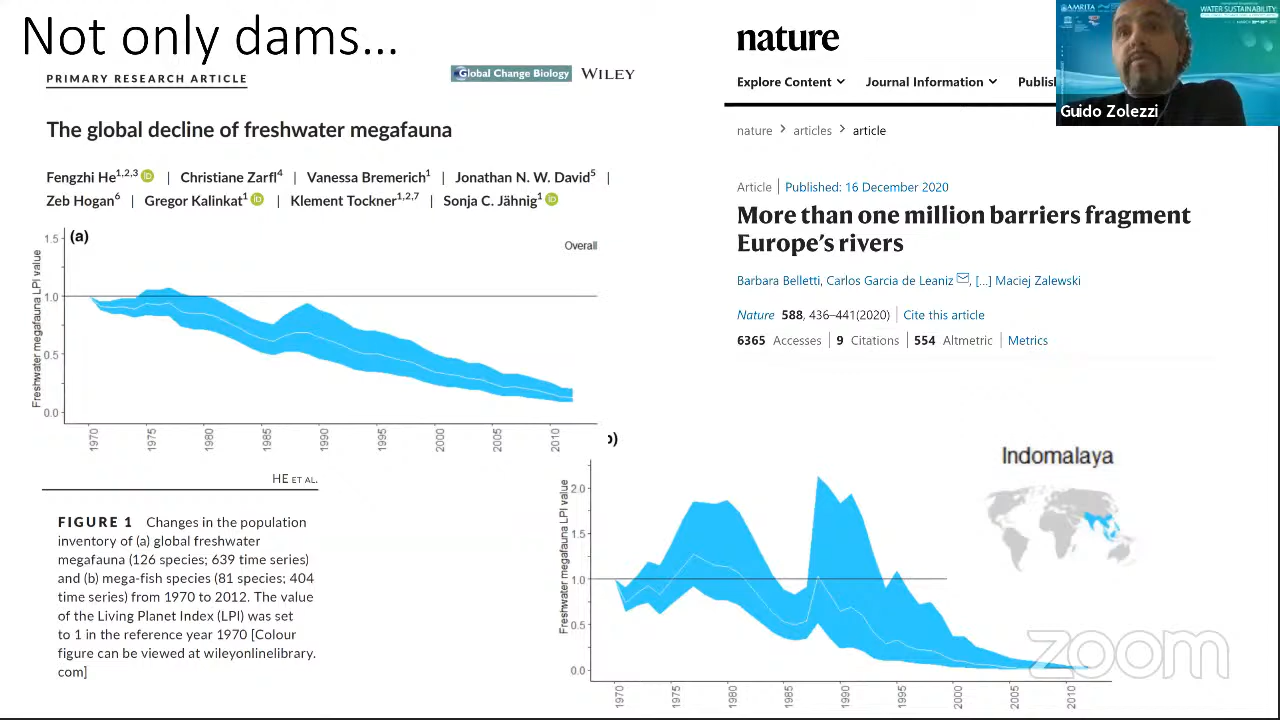 Not only dams...
PRIMARY RESEARCH ARTICLE
Global Change Biology WILEY
The global decline of freshwater megafauna
Fengzhi He1,2,3 | Christiane Zarfl4 | Vanessa Bremerich1 | Jonathan N. W. David5 |
Zeb Hogan6 | Gregor Kalinkat1 | Klement Tockner1,2,7 | Sonja C. Jähnig1
(a)
Overall
Freshwater megafauna LPI value
1.5
1.0
0.5
0.0
1970 1975 1980 1985 1990 1995 2000 2005 2010
HE ET AL.
FIGURE 1 Changes in the population
inventory of (a) global freshwater
megafauna (126 species; 639 time series)
and (b) mega-fish species (81 species; 404
time series) from 1970 to 2012. The value
of the Living Planet Index (LPI) was set
to 1 in the reference year 1970 [Colour
figure can be viewed at wileyonlinelibrary.
com]
nature
Explore Content Journal Information Publis
nature > articles > article
Article | Published: 16 December 2020
More than one million barriers fragment
Europe's rivers
Barbara Belletti, Carlos Garcia de Leaniz, [...] Maciej Zalewski
Nature 588, 436–441(2020) | Cite this article
6365 Accesses | 9 Citations | 554 Altmetric | Metrics
AMRITA
WATER SUSTAINABILITY
Guido Zolezzi
b)
Indomalaya
Freshwater megafauna LPI value
2.0
1.5
1.0
0.5
0.0
1970 1975 1980 1985 1990 1995 2000 2005 2010
zoom